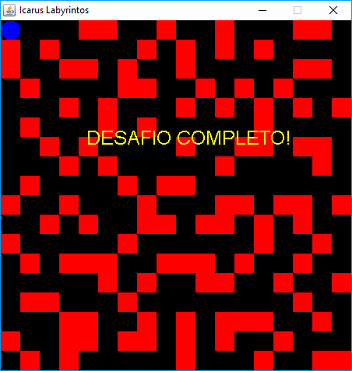 Icarus Labyrintos
DESAFIO COMPLETO!